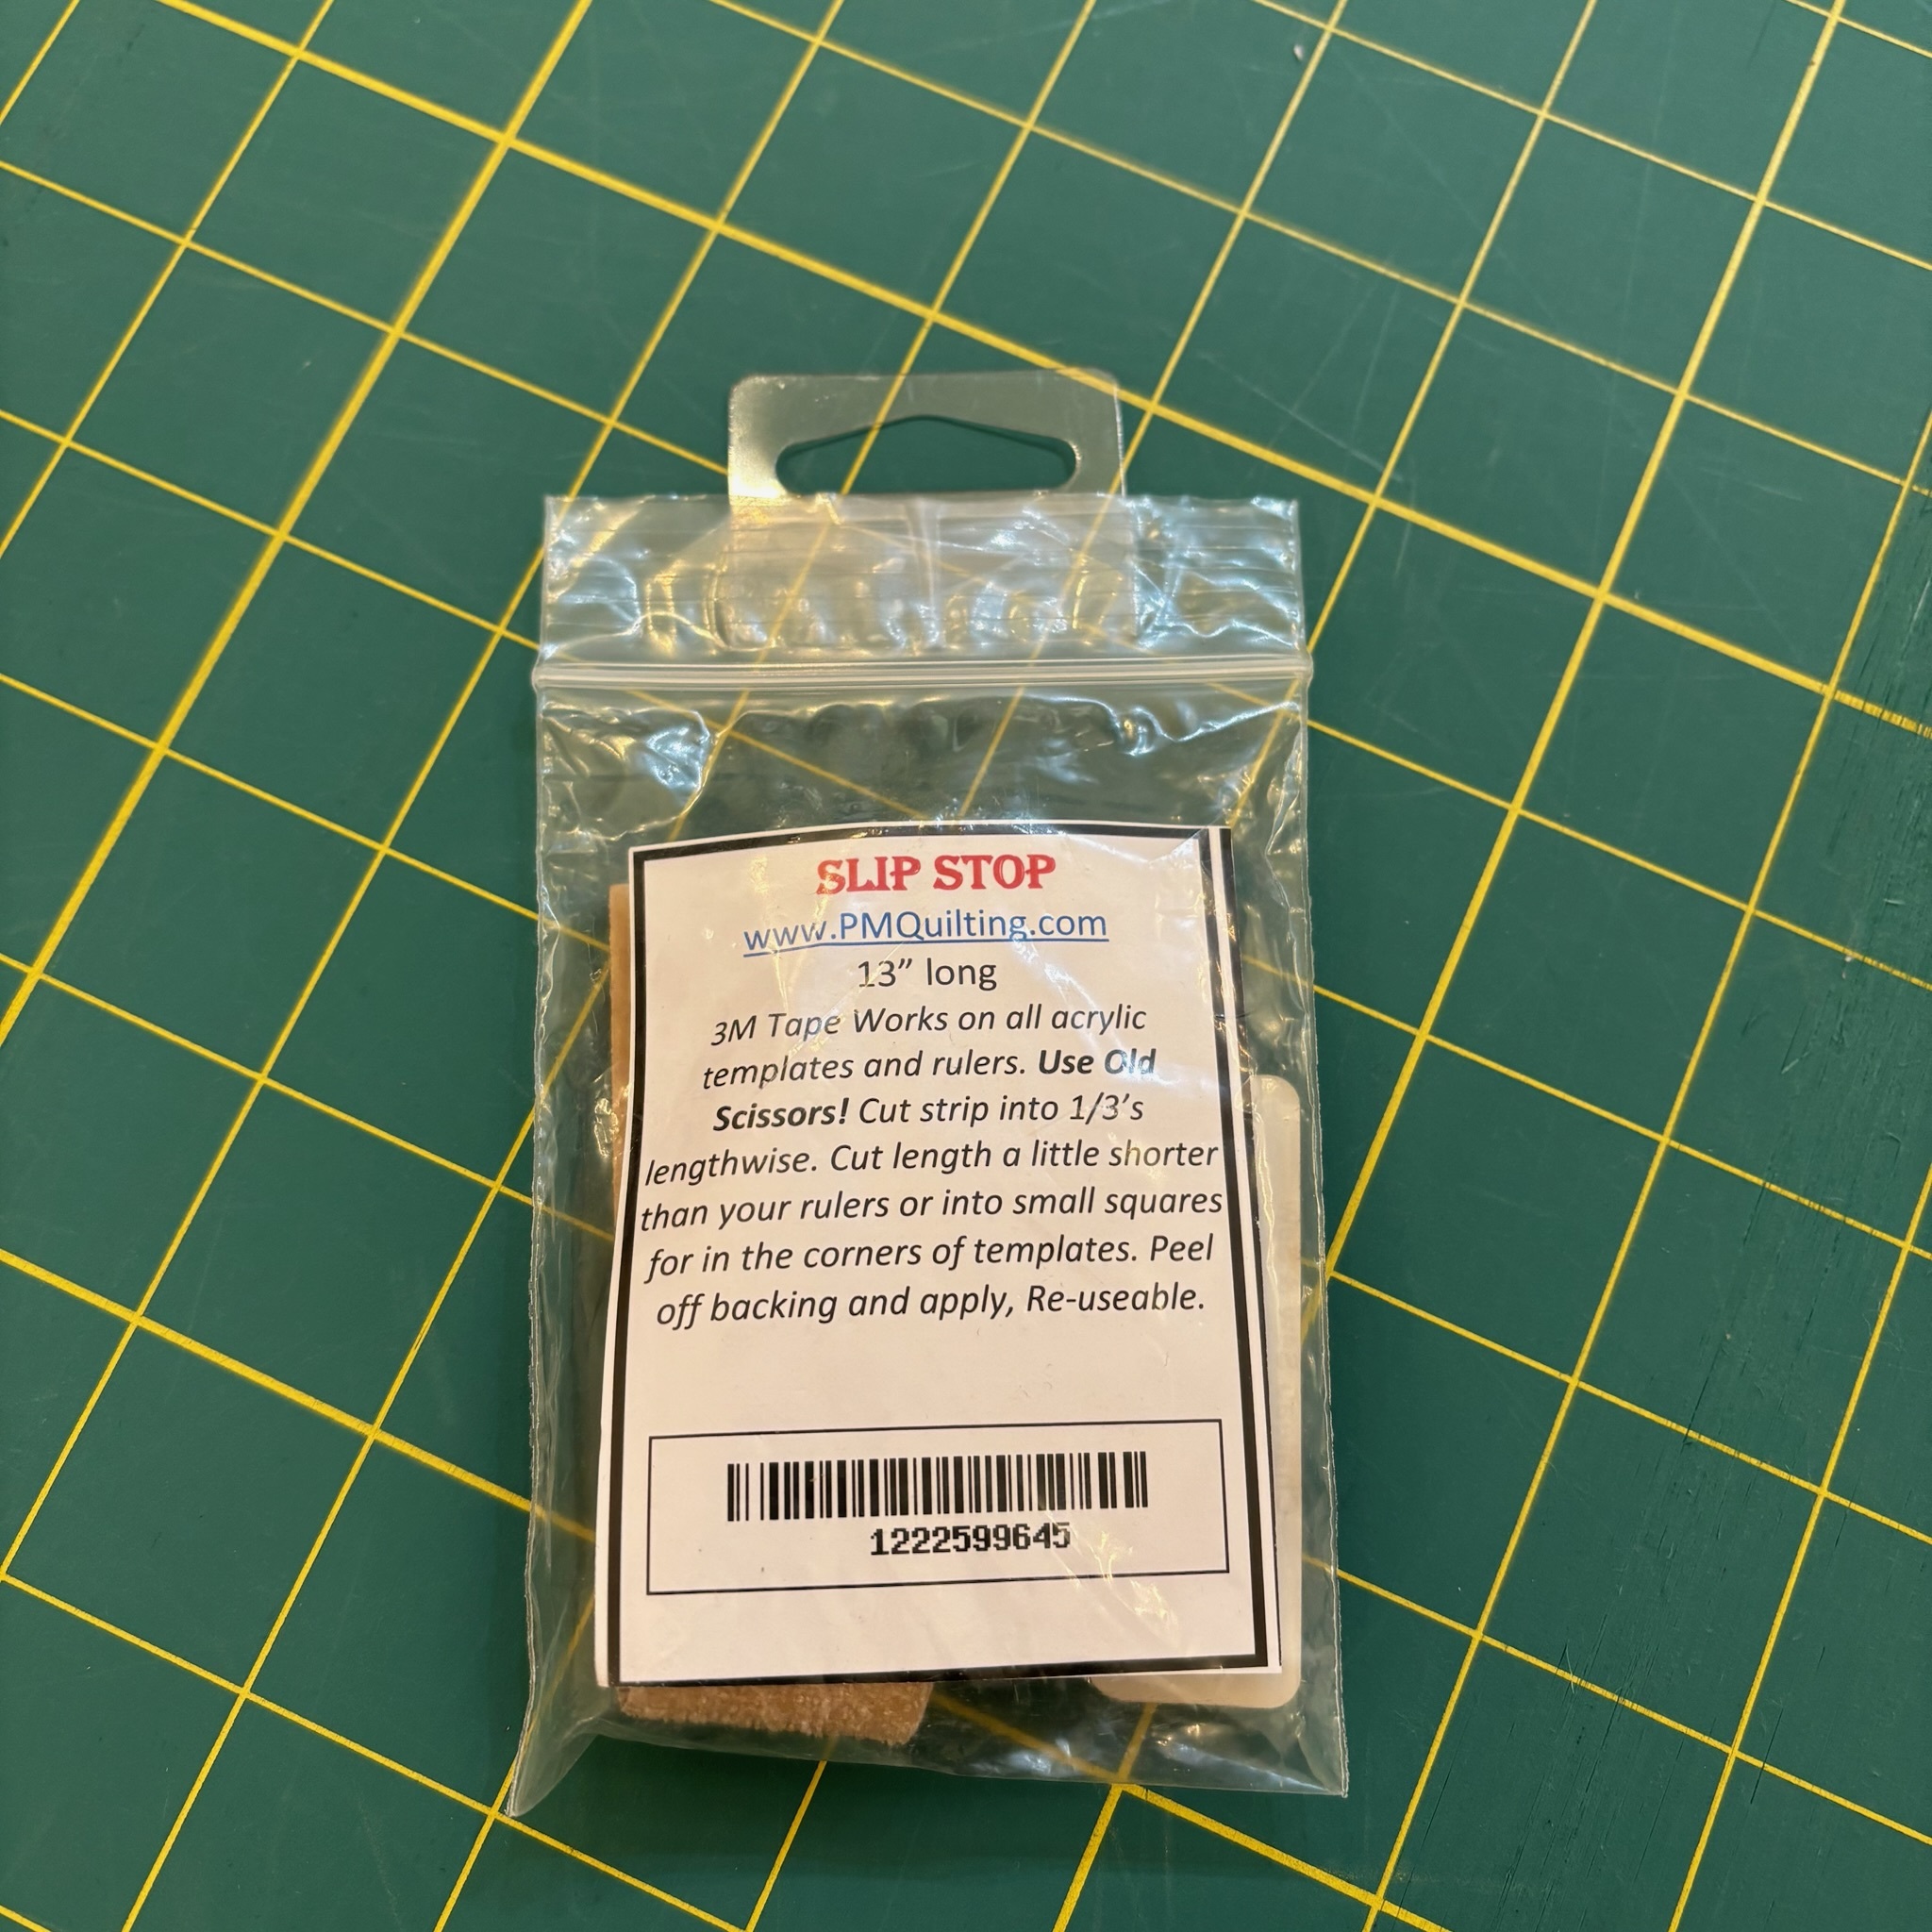 SLIP STOP
www.PMQuilting.com
13” long
3M Tape Works on all acrylic
templates and rulers. Use Old
Scissors! Cut strip into 1/3’s
lengthwise. Cut length a little shorter
than your rulers or into small squares
for in the corners of templates. Peel
off backing and apply, Re-useable.
1222599645